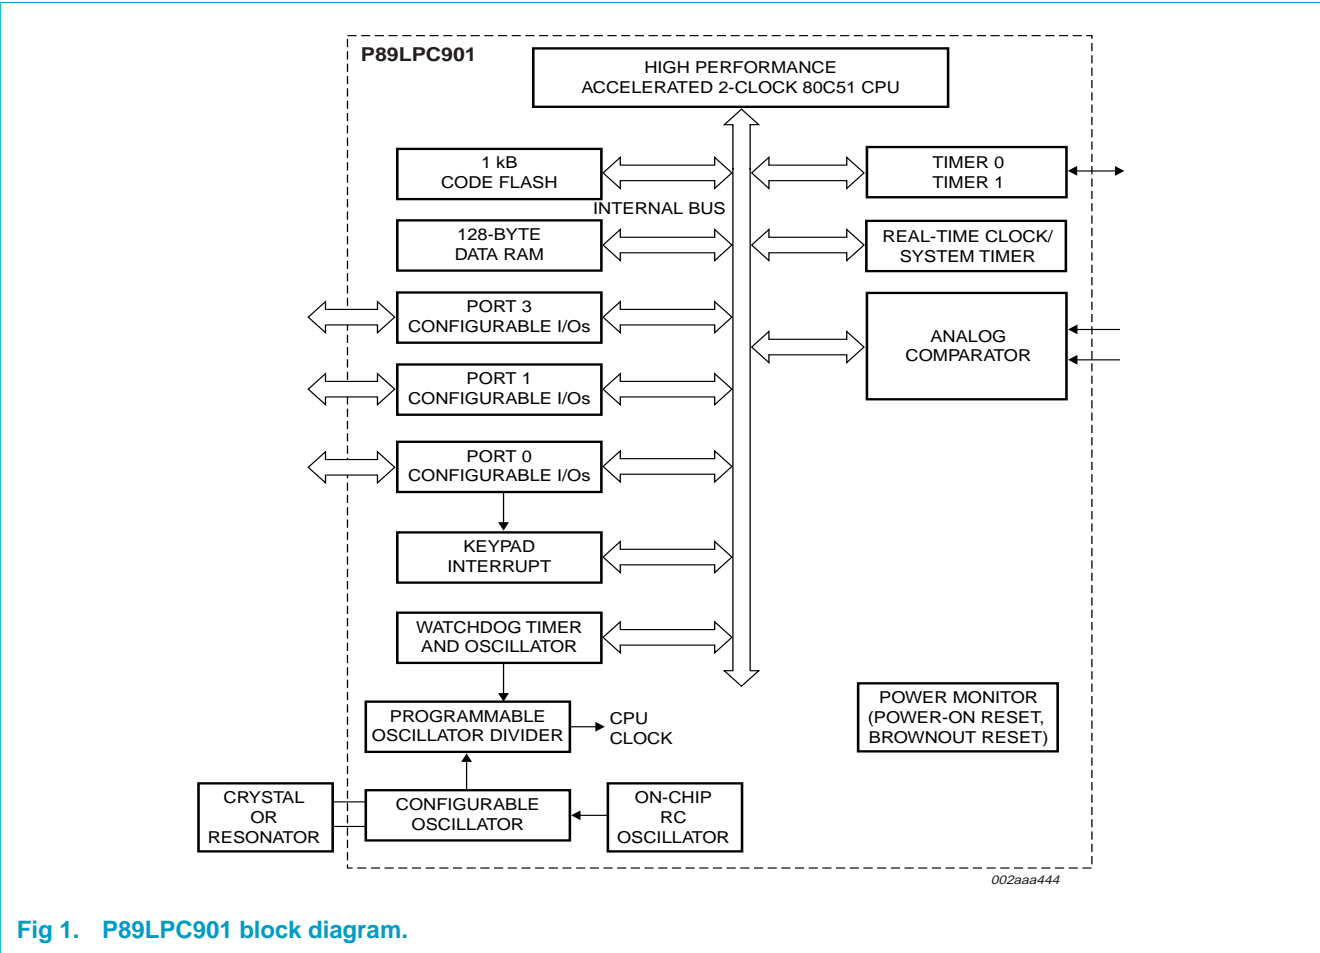 P89LPC901
HIGH PERFORMANCE
ACCELERATED 2-CLOCK 80C51 CPU
1 kB
CODE FLASH
TIMER 0
TIMER 1
INTERNAL BUS
128-BYTE
DATA RAM
REAL-TIME CLOCK/
SYSTEM TIMER
PORT 3
CONFIGURABLE I/Os
ANALOG
COMPARATOR
PORT 1
CONFIGURABLE I/Os
PORT 0
CONFIGURABLE I/Os
KEYPAD
INTERRUPT
WATCHDOG TIMER
AND OSCILLATOR
POWER MONITOR
(POWER-ON RESET,
BROWNOUT RESET)
PROGRAMMABLE
OSCILLATOR DIVIDER
CPU
CLOCK
CRYSTAL
OR
RESONATOR
CONFIGURABLE
OSCILLATOR
ON-CHIP
RC
OSCILLATOR
002aaa444
Fig 1. P89LPC901 block diagram.